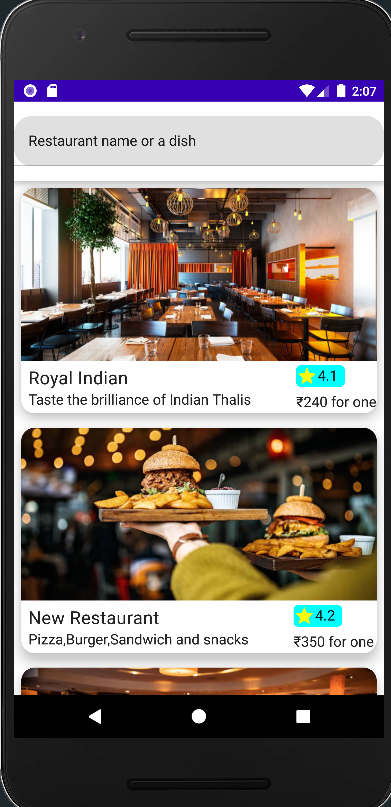 2:07
Restaurant name or a dish
Royal Indian
4.1
Taste the brilliance of Indian Thalis
₹240 for one
New Restaurant
4.2
Pizza,Burger,Sandwich and snacks
₹350 for one